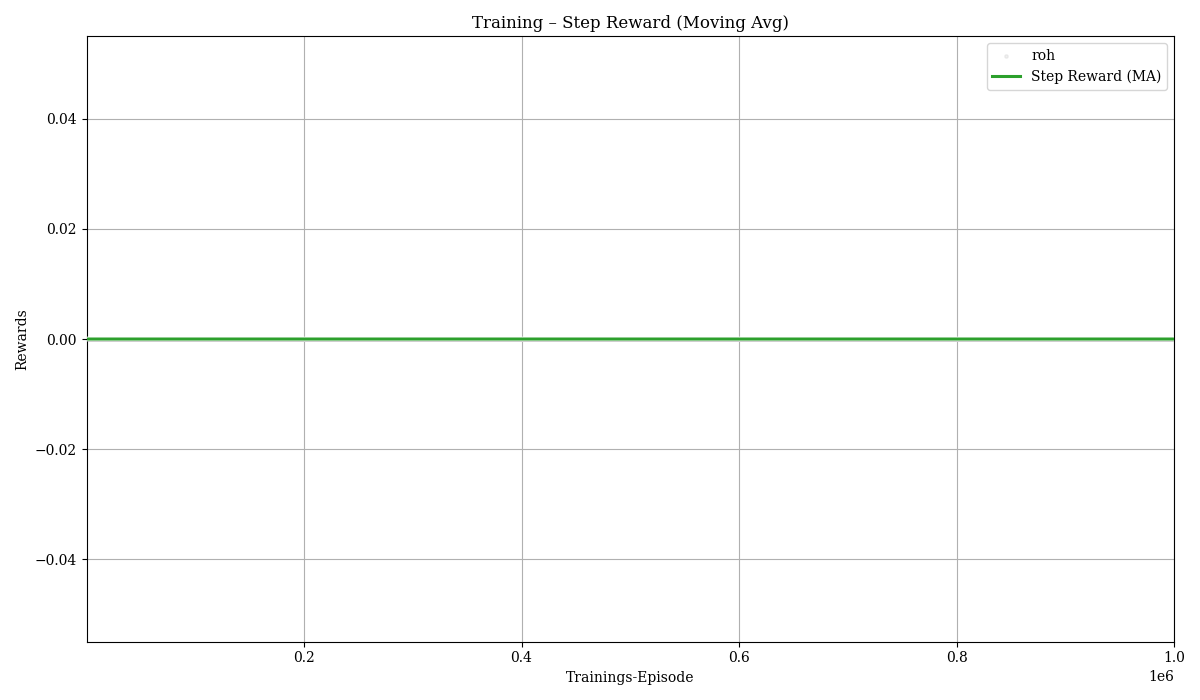 Training – Step Reward (Moving Avg)
roh
Step Reward (MA)
Rewards
0.04
0.02
0.00
−0.02
−0.04
0.2
0.4
0.6
0.8
1.0
1e6
Trainings-Episode